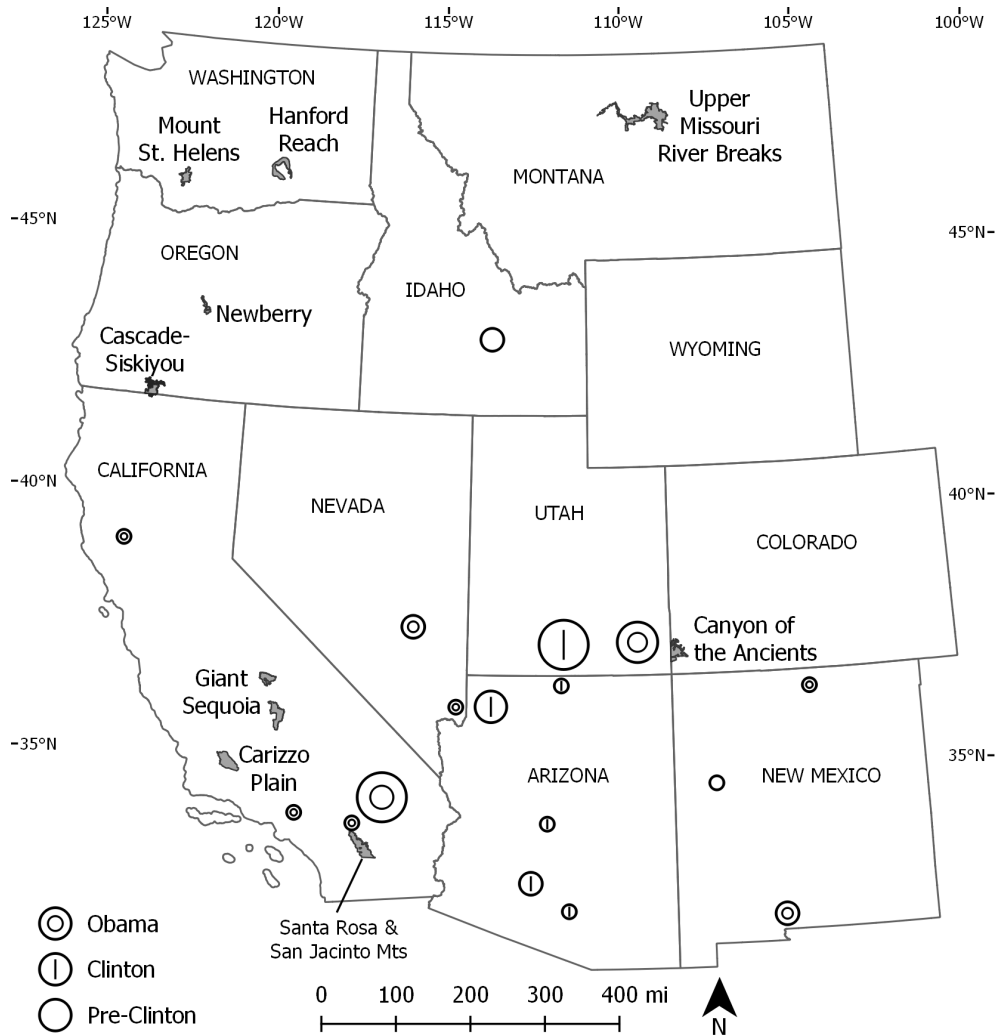 125°W 120°W 115°W 110°W 105°W 100°W
WASHINGTON
Hanford
Reach
Mount
St. Helens
Upper
Missouri
River Breaks
MONTANA
45°N
45°N
OREGON
IDAHO
Newberry
Cascade-
Siskiyou
WYOMING
CALIFORNIA
40°N
40°N
NEVADA
UTAH
COLORADO
Canyon of
the Ancients
Giant
Sequoia
35°N
35°N
Carizzo
Plain
ARIZONA
NEW MEXICO
Santa Rosa &
San Jacinto Mts
Obama
Clinton
Pre-Clinton
0 100 200 300 400 mi
N